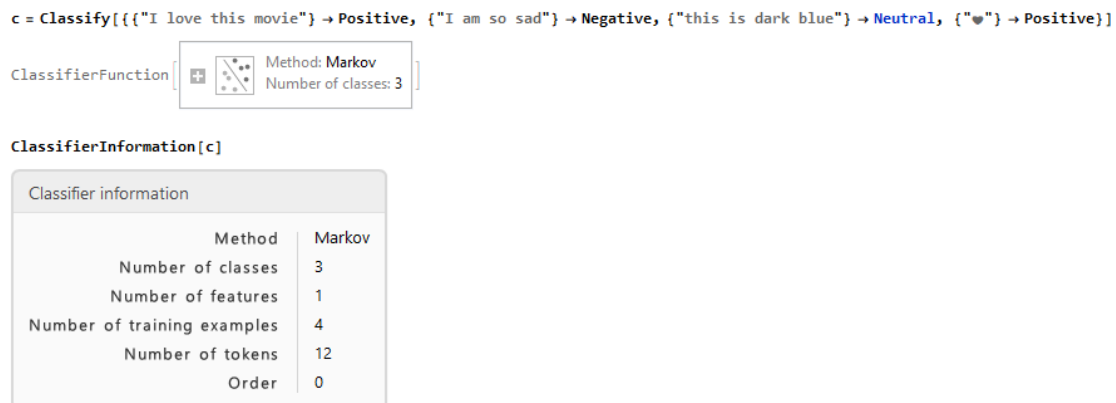 c = Classify[{{"I love this movie"} → Positive, {"I am so sad"} → Negative, {"this is dark blue"} → Neutral, {"♥"} → Positive}]
ClassifierFunction[
Method: Markov
Number of classes: 3
]
ClassifierInformation[c]
Classifier information
Method Markov
Number of classes 3
Number of features 1
Number of training examples 4
Number of tokens 12
Order 0